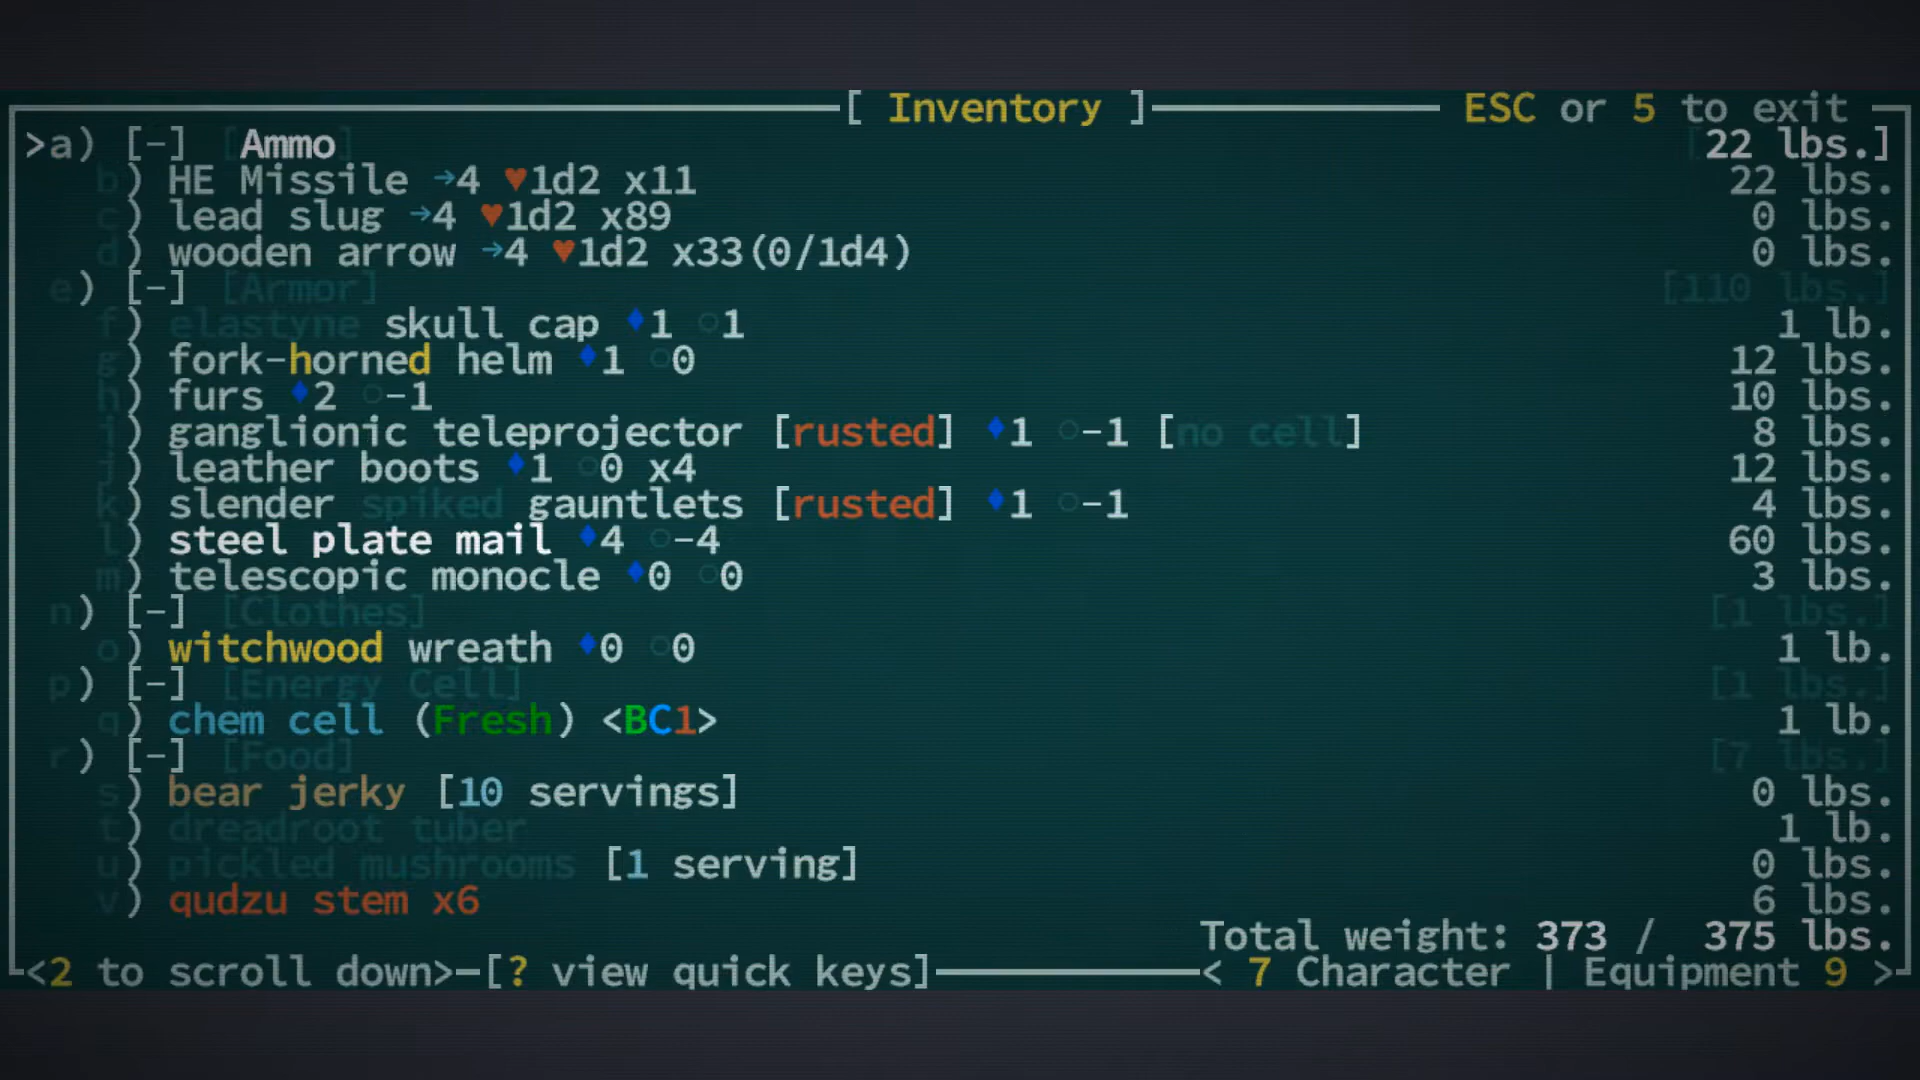 [ Inventory ] ESC or 5 to exit
>a) [-] [Ammo] [22 lbs.]
b) HE Missile →4 ♥1d2 x11 22 lbs.
c) lead slug →4 ♥1d2 x89 0 lbs.
d) wooden arrow →4 ♥1d2 x33(0/1d4) 0 lbs.
e) [-] [Armor] [110 lbs.]
f) elastyne skull cap ♦1 ○1 1 lb.
g) fork-horned helm ♦1 ○0 12 lbs.
h) furs ♦2 ○-1 10 lbs.
i) ganglionic teleprojector [rusted] ♦1 ○-1 [no cell] 8 lbs.
j) leather boots ♦1 ○0 x4 12 lbs.
k) slender spiked gauntlets [rusted] ♦1 ○-1 4 lbs.
l) steel plate mail ♦4 ○-4 60 lbs.
m) telescopic monocle ♦0 ○0 3 lbs.
n) [-] [Clothes] [1 lbs.]
o) witchwood wreath ♦0 ○0 1 lb.
p) [-] [Energy Cell] [1 lbs.]
q) chem cell (Fresh) <BC1> 1 lb.
r) [-] [Food] [7 lbs.]
s) bear jerky [10 servings] 0 lbs.
t) dreadroot tuber 1 lb.
u) pickled mushrooms [1 serving] 0 lbs.
v) qudzu stem x6 6 lbs.
Total weight: 373 / 375 lbs.
<2 to scroll down> [? view quick keys] < 7 Character | Equipment 9 >